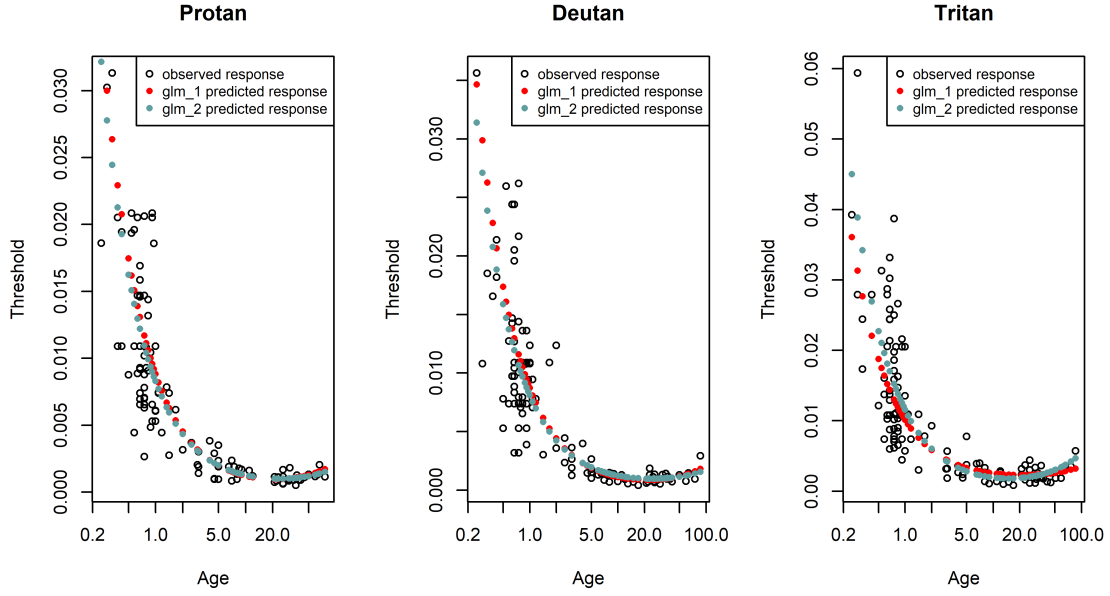 Protan
Deutan
Tritan
observed response
glm_1 predicted response
glm_2 predicted response
observed response
glm_1 predicted response
glm_2 predicted response
observed response
glm_1 predicted response
glm_2 predicted response
Threshold
0.030
0.025
0.020
0.015
0.010
0.005
0.000
Threshold
0.030
0.020
0.010
0.000
Threshold
0.06
0.05
0.04
0.03
0.02
0.01
0.00
0.2 1.0 5.0 20.0
0.2 1.0 5.0 20.0 100.0
0.2 1.0 5.0 20.0 100.0
Age
Age
Age